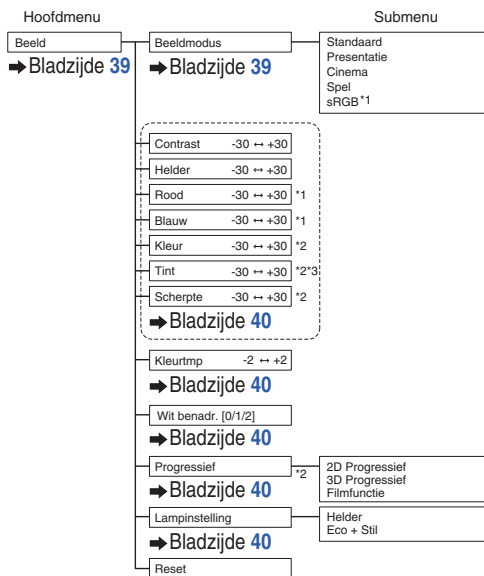 Hoofdmenu
Submenu
Beeld
➡Bladzijde 39
Beeldmodus
➡Bladzijde 39
Standaard
Presentatie
Cinema
Spel
sRGB*1
Contrast -30 ↔ +30
Helder -30 ↔ +30
Rood -30 ↔ +30 *1
Blauw -30 ↔ +30 *1
Kleur -30 ↔ +30 *2
Tint -30 ↔ +30 *2*3
Scherpte -30 ↔ +30 *2
➡Bladzijde 40
Kleurtmp -2 ↔ +2
➡Bladzijde 40
Wit benadr. [0/1/2]
➡Bladzijde 40
Progressief *2
➡Bladzijde 40
2D Progressief
3D Progressief
Filmfunctie
Lampinstelling
➡Bladzijde 40
Helder
Eco + Stil
Reset